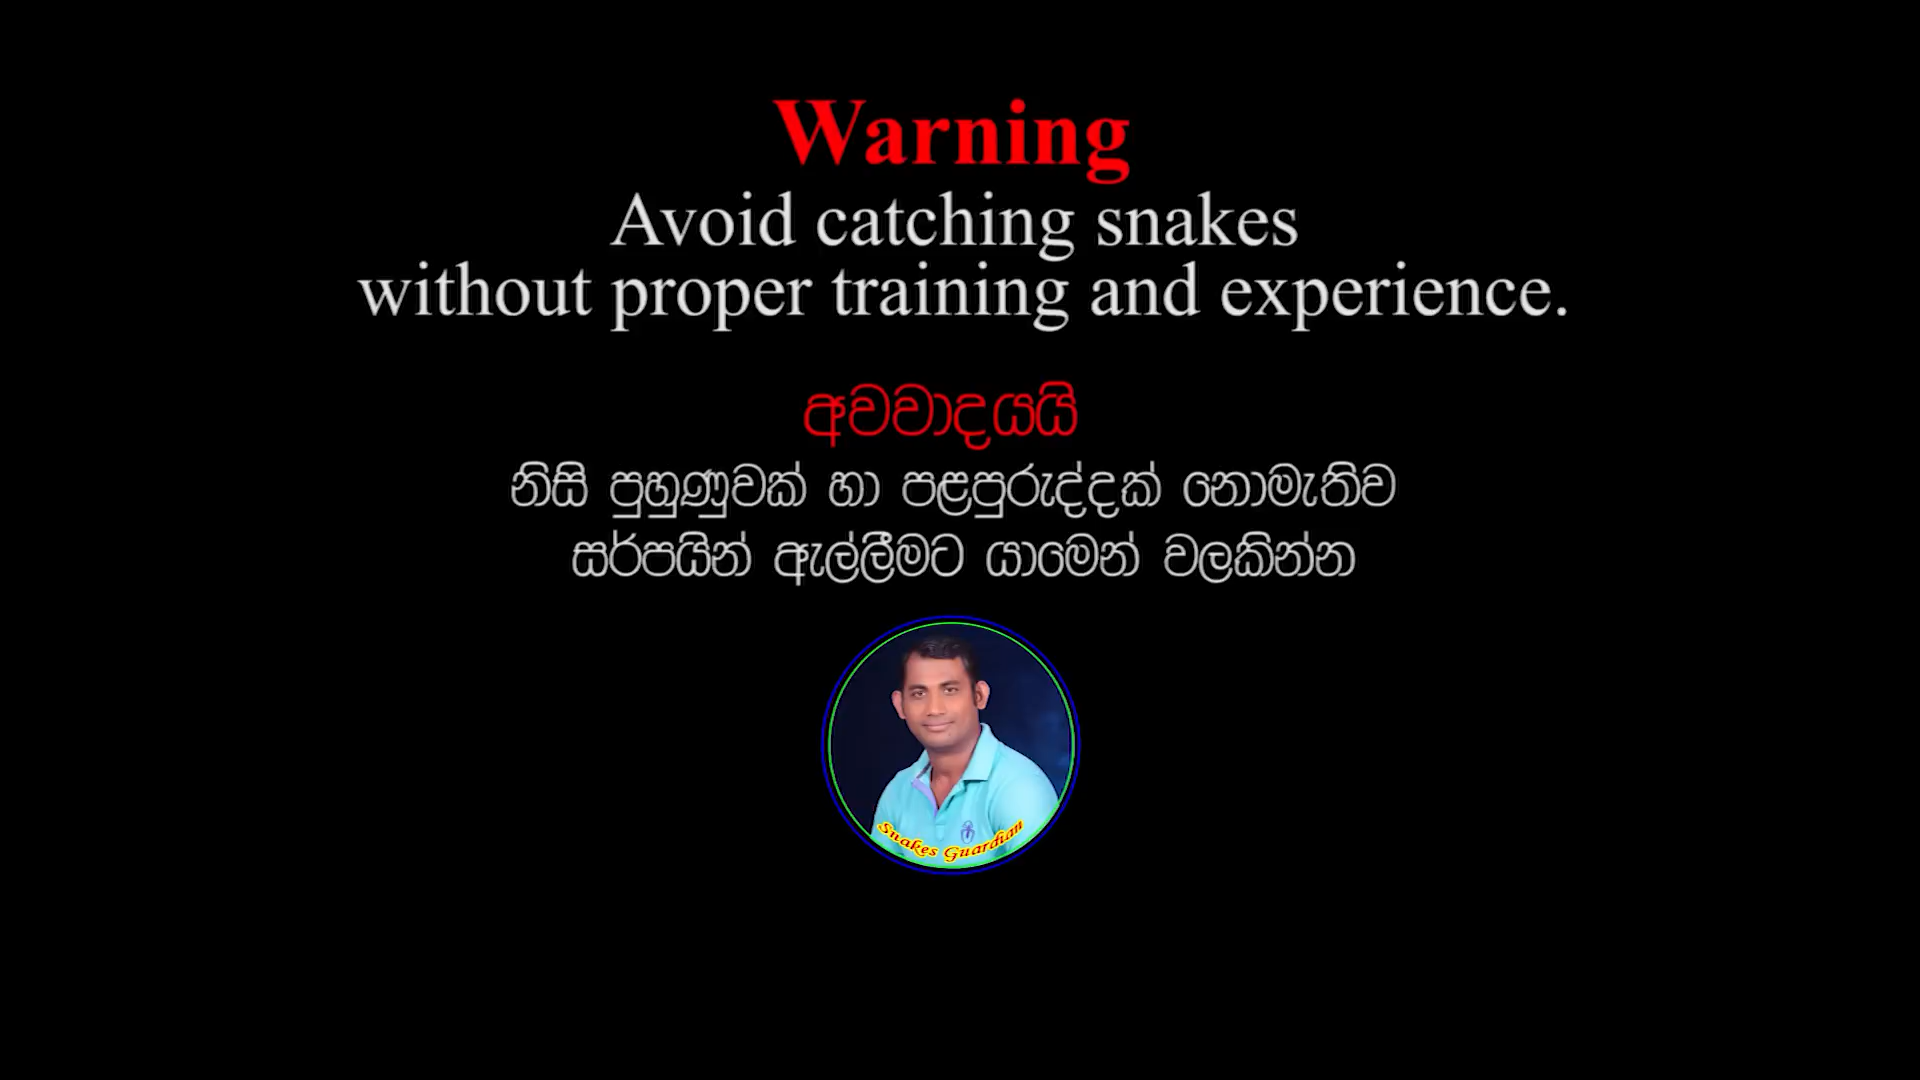 Warning
Avoid catching snakes
without proper training and experience.
අවවාදයයි
නිසි පුහුණුවක් හා පළපුරුද්දක් නොමැතිව
සර්පයින් ඇල්ලීමට යාමෙන් වලකින්න
Snakes Guardian